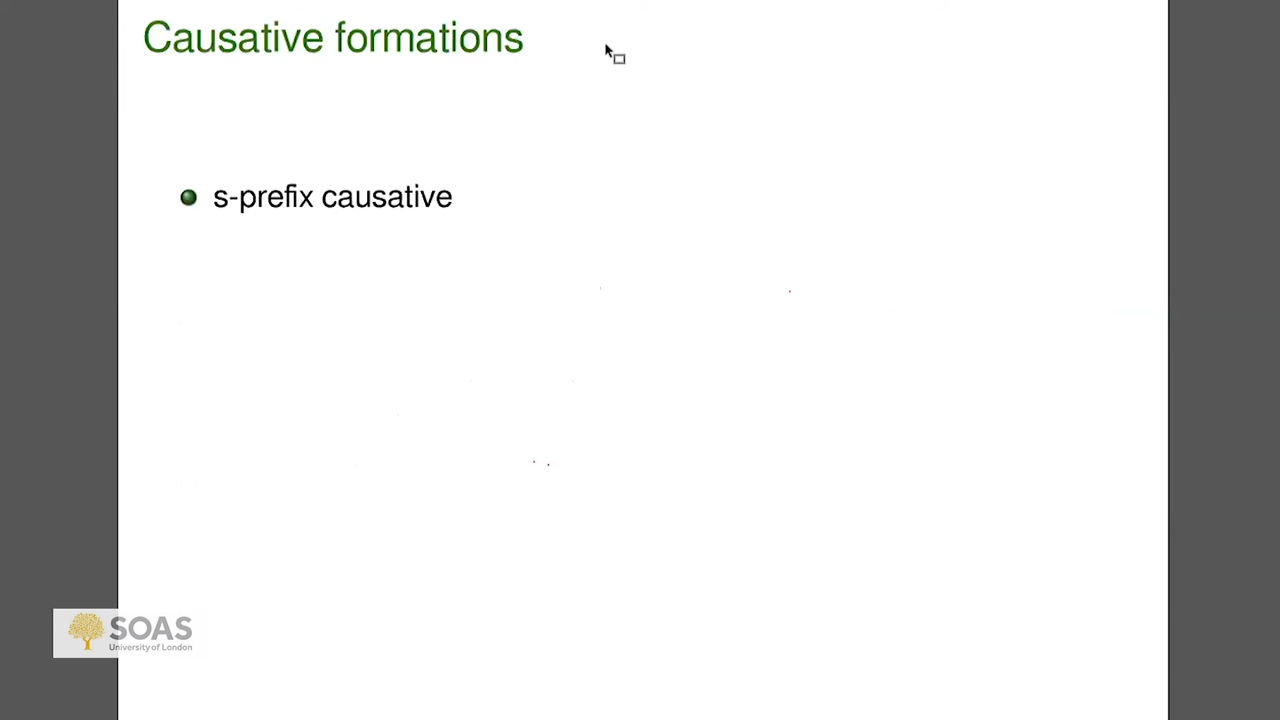 Causative formations
s-prefix causative
SOAS
University of London